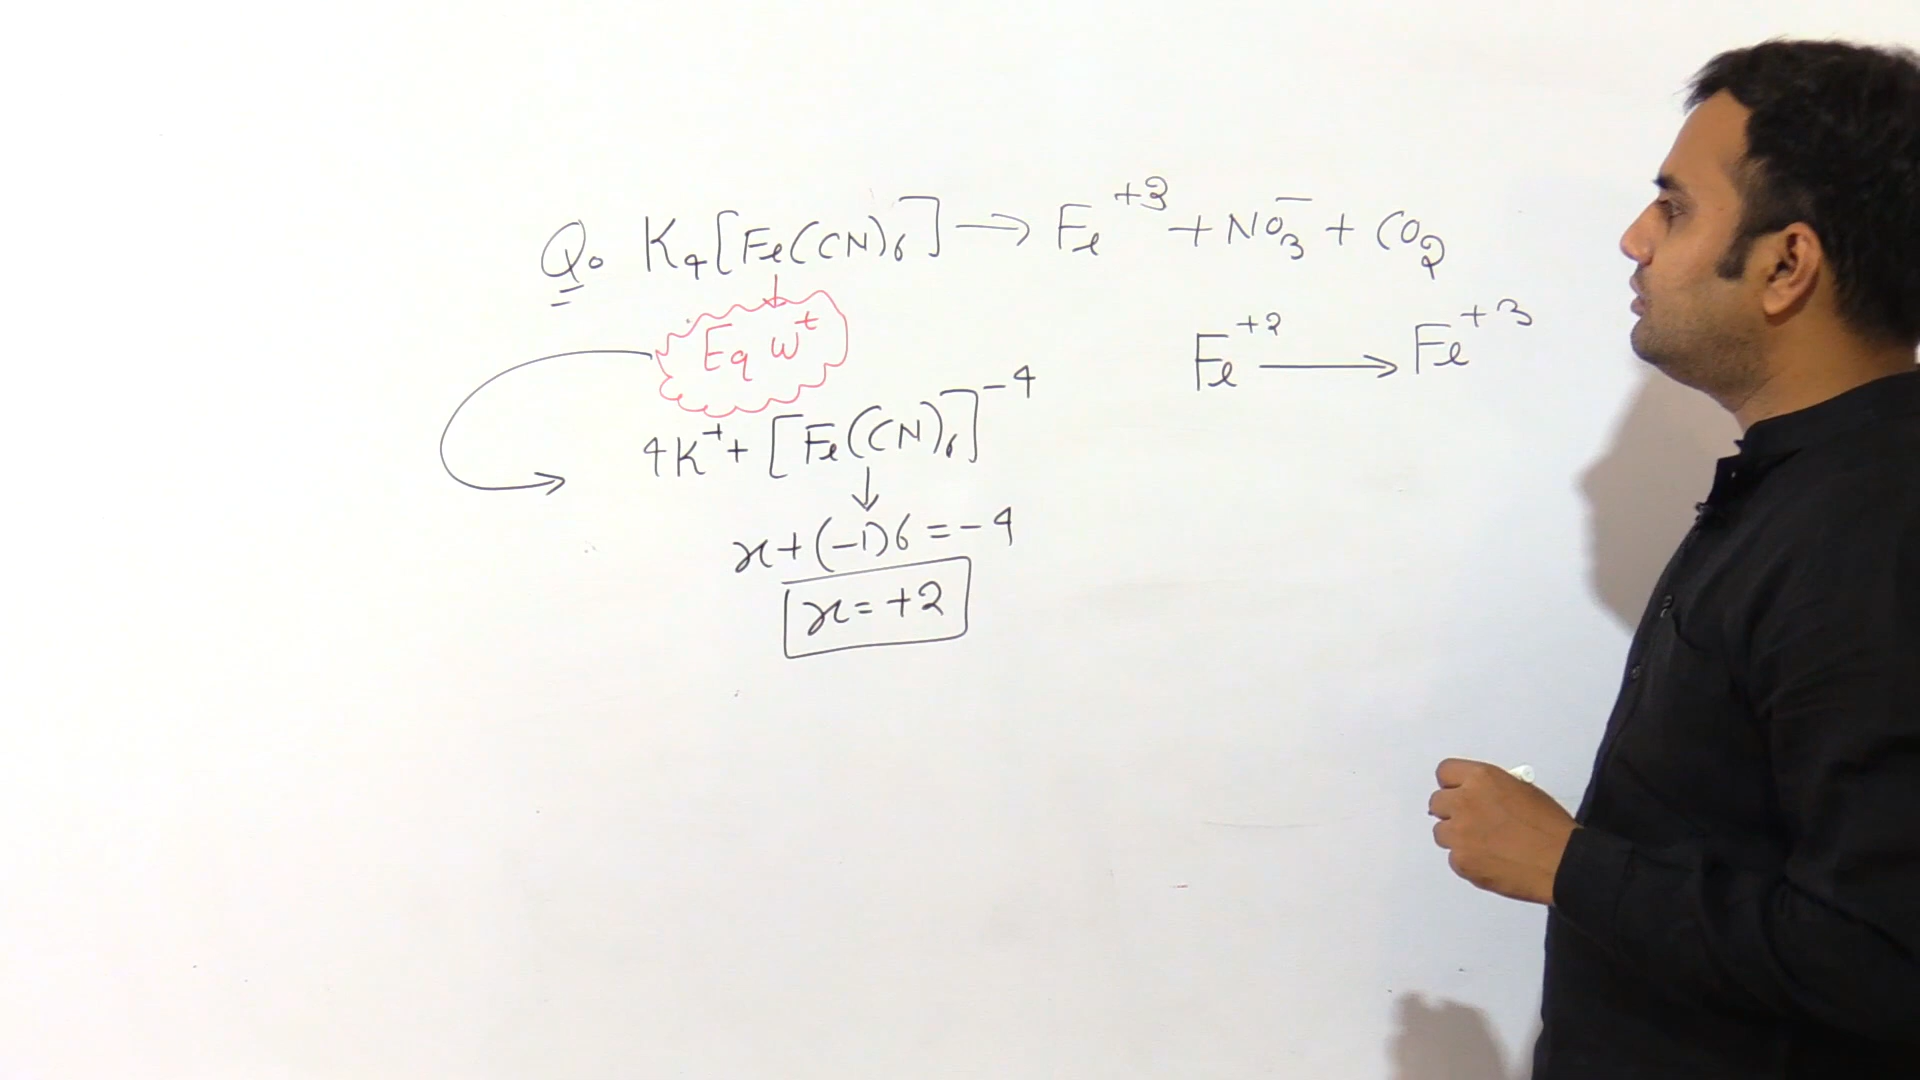 Q. K₄[Fe(CN)₆] → Fe⁺³ + NO₃⁻ + CO₂
Eq wt
Fe⁺² → Fe⁺³
4K⁺ + [Fe(CN)₆]⁻⁴
x + (-1)6 = -4
x = +2